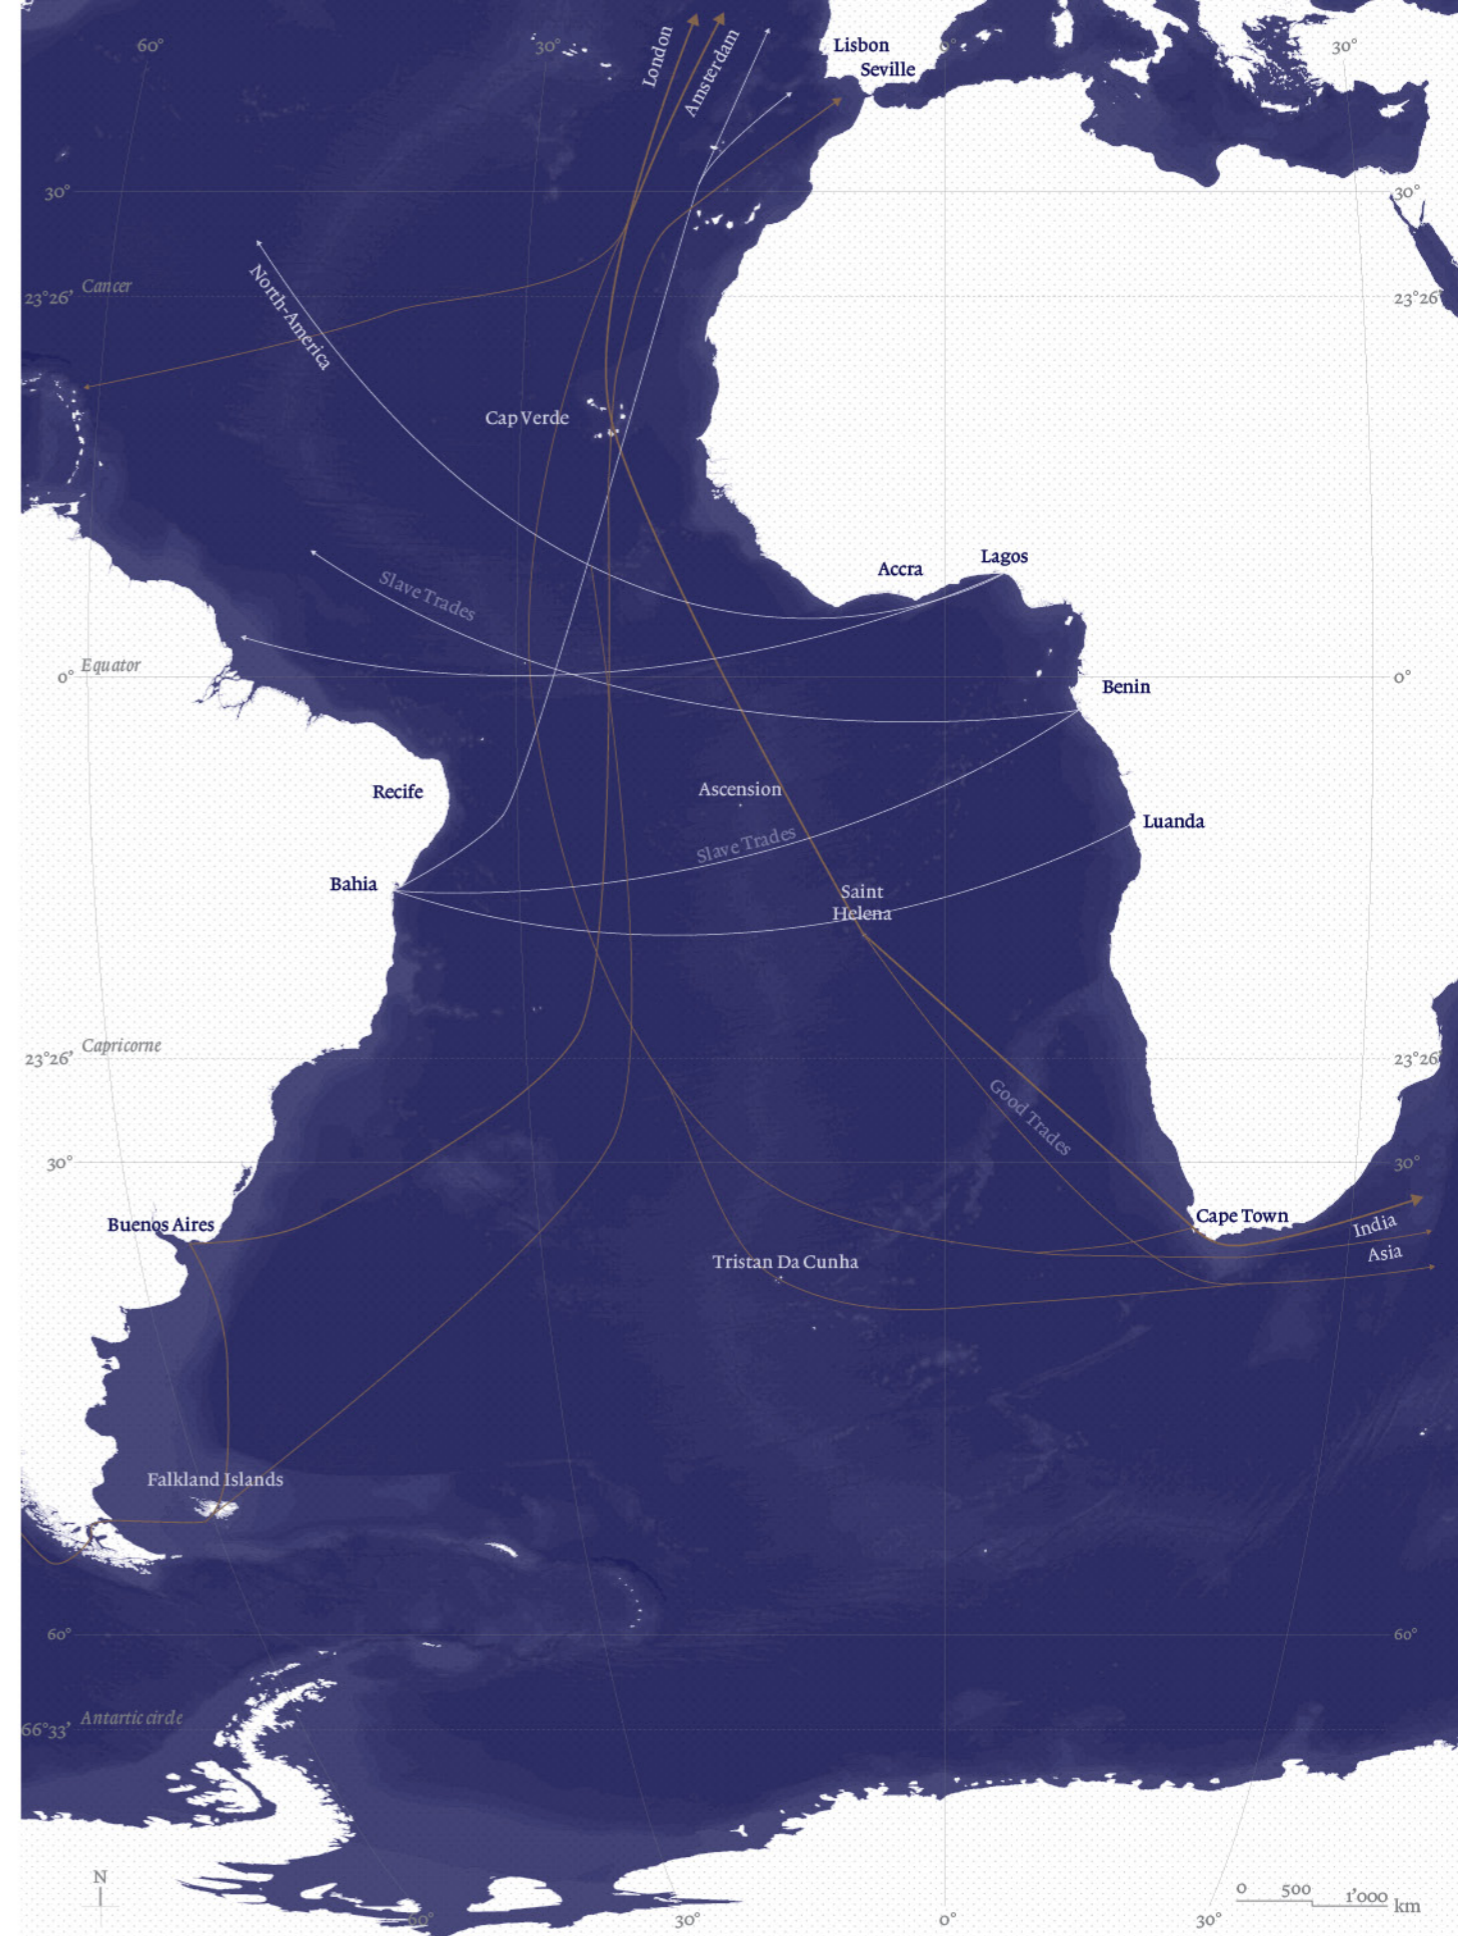 60°
30°
London
Amsterdam
Lisbon
Seville
0°
30°
30°
30°
23°26'
Cancer
23°26'
North-America
Cap Verde
Slave Trades
Accra
Lagos
0°
Equator
0°
Benin
Recife
Ascension
Luanda
Slave Trades
Bahia
Saint
Helena
23°26'
Capricorne
23°26'
Good Trades
30°
30°
Buenos Aires
Cape Town
India
Asia
Tristan Da Cunha
Falkland Islands
60°
60°
66°33'
Antartic circle
N
60°
30°
0°
30°
0 500 1'000 km